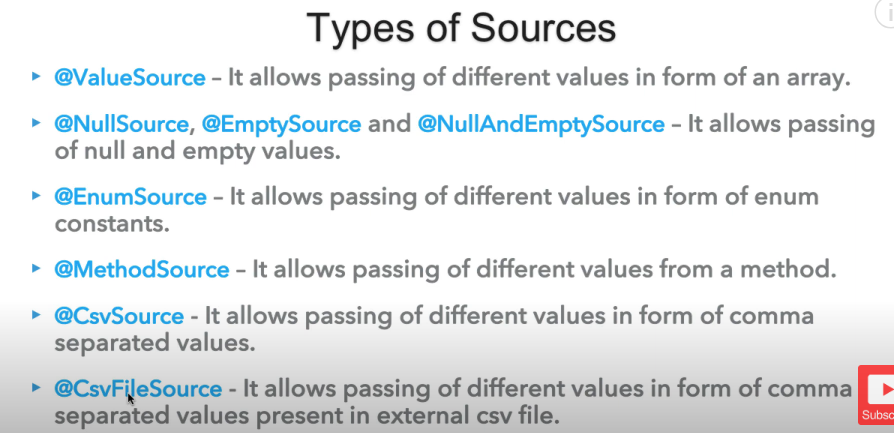 Types of Sources
@ValueSource – It allows passing of different values in form of an array.
@NullSource, @EmptySource and @NullAndEmptySource – It allows passing
of null and empty values.
@EnumSource – It allows passing of different values in form of enum
constants.
@MethodSource – It allows passing of different values from a method.
@CsvSource - It allows passing of different values in form of comma
separated values.
@CsvFileSource - It allows passing of different values in form of comma
separated values present in external csv file.